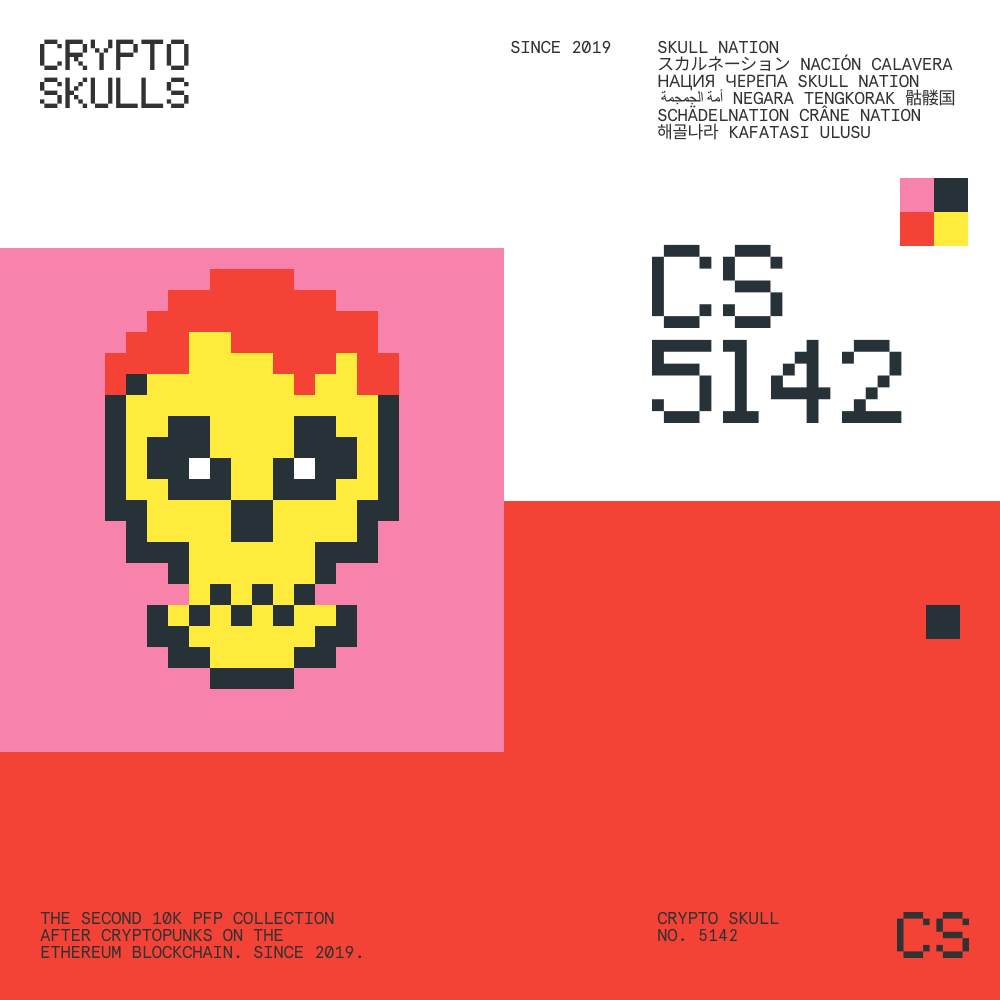 CRYPTO
SKULLS
SINCE 2019
SKULL NATION
スカルネーション NACIÓN CALAVERA
НАЦИЯ ЧЕРЕПА SKULL NATION
أمة الجمجمة NEGARA TENGKORAK 骷髅国
SCHÄDELNATION CRÂNE NATION
해골나라 KAFATASI ULUSU
CS
5142
THE SECOND 10K PFP COLLECTION
AFTER CRYPTOPUNKS ON THE
ETHEREUM BLOCKCHAIN. SINCE 2019.
CRYPTO SKULL
NO. 5142
CS